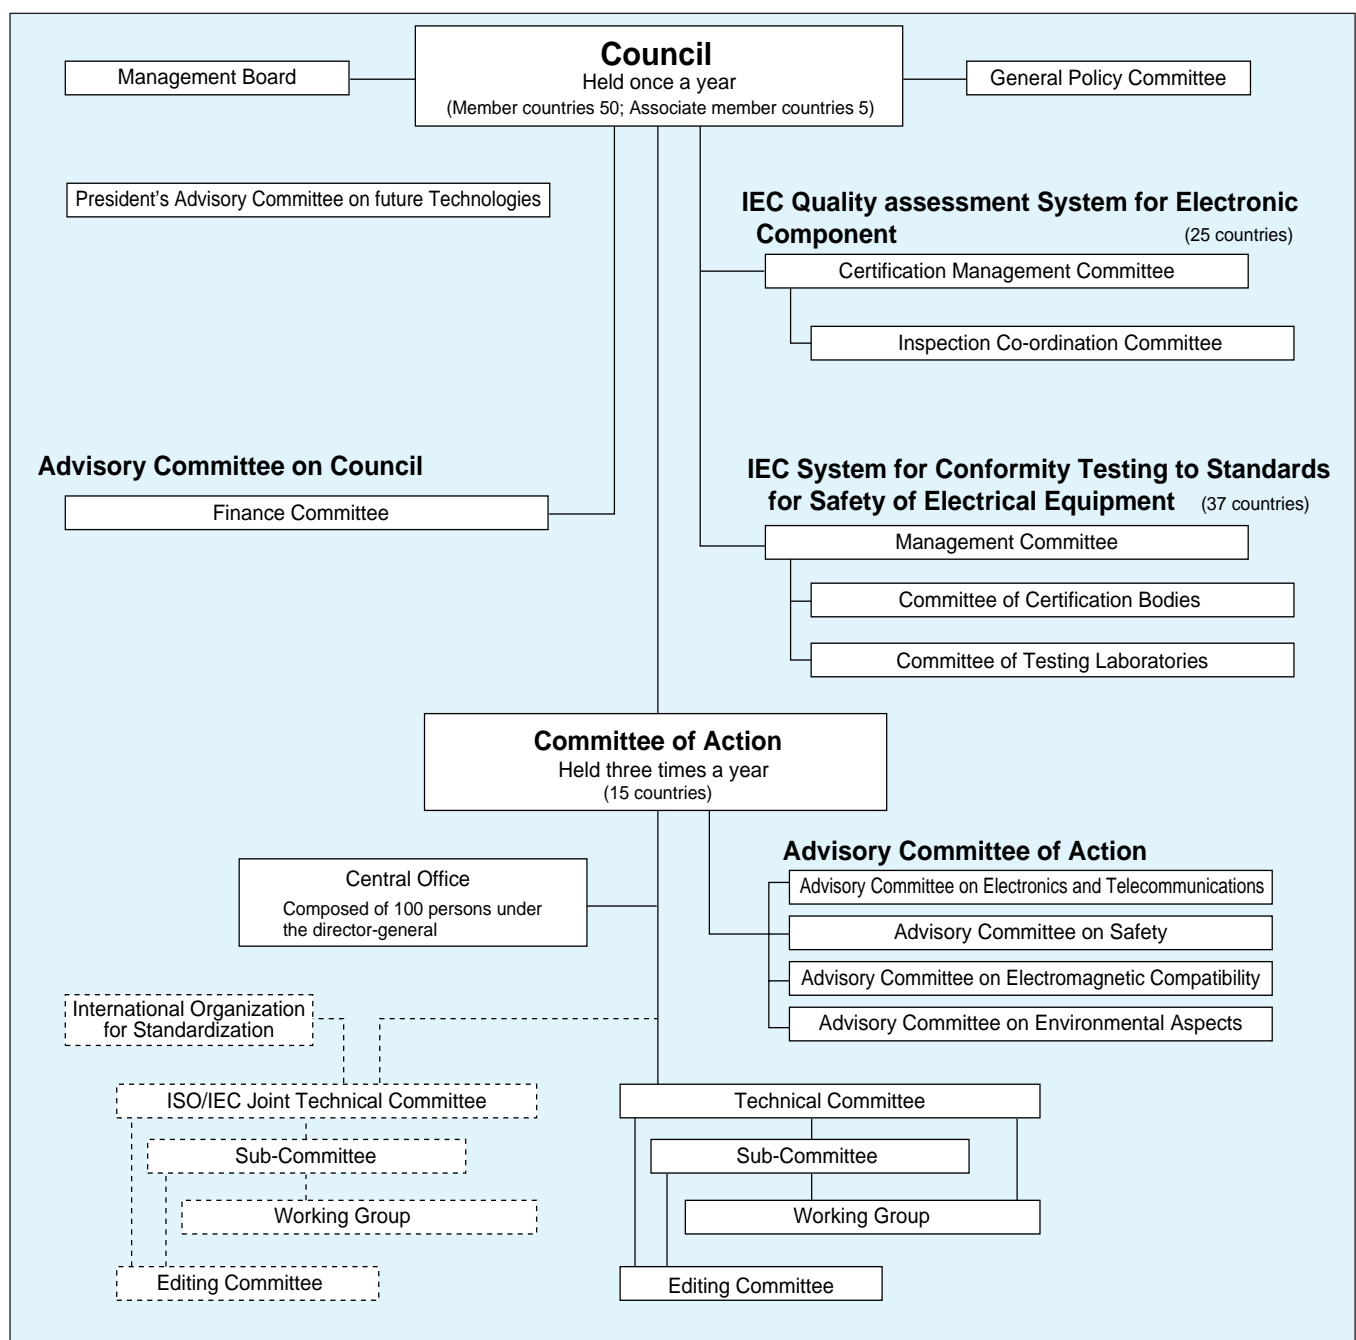 Council
Held once a year
(Member countries 50; Associate member countries 5)
Management Board
General Policy Committee
President’s Advisory Committee on future Technologies
IEC Quality assessment System for Electronic
Component (25 countries)
Certification Management Committee
Inspection Co-ordination Committee
Advisory Committee on Council
Finance Committee
IEC System for Conformity Testing to Standards
for Safety of Electrical Equipment (37 countries)
Management Committee
Committee of Certification Bodies
Committee of Testing Laboratories
Committee of Action
Held three times a year
(15 countries)
Central Office
Composed of 100 persons under
the director-general
Advisory Committee of Action
Advisory Committee on Electronics and Telecommunications
Advisory Committee on Safety
Advisory Committee on Electromagnetic Compatibility
Advisory Committee on Environmental Aspects
International Organization
for Standardization
ISO/IEC Joint Technical Committee
Sub-Committee
Working Group
Editing Committee
Technical Committee
Sub-Committee
Working Group
Editing Committee